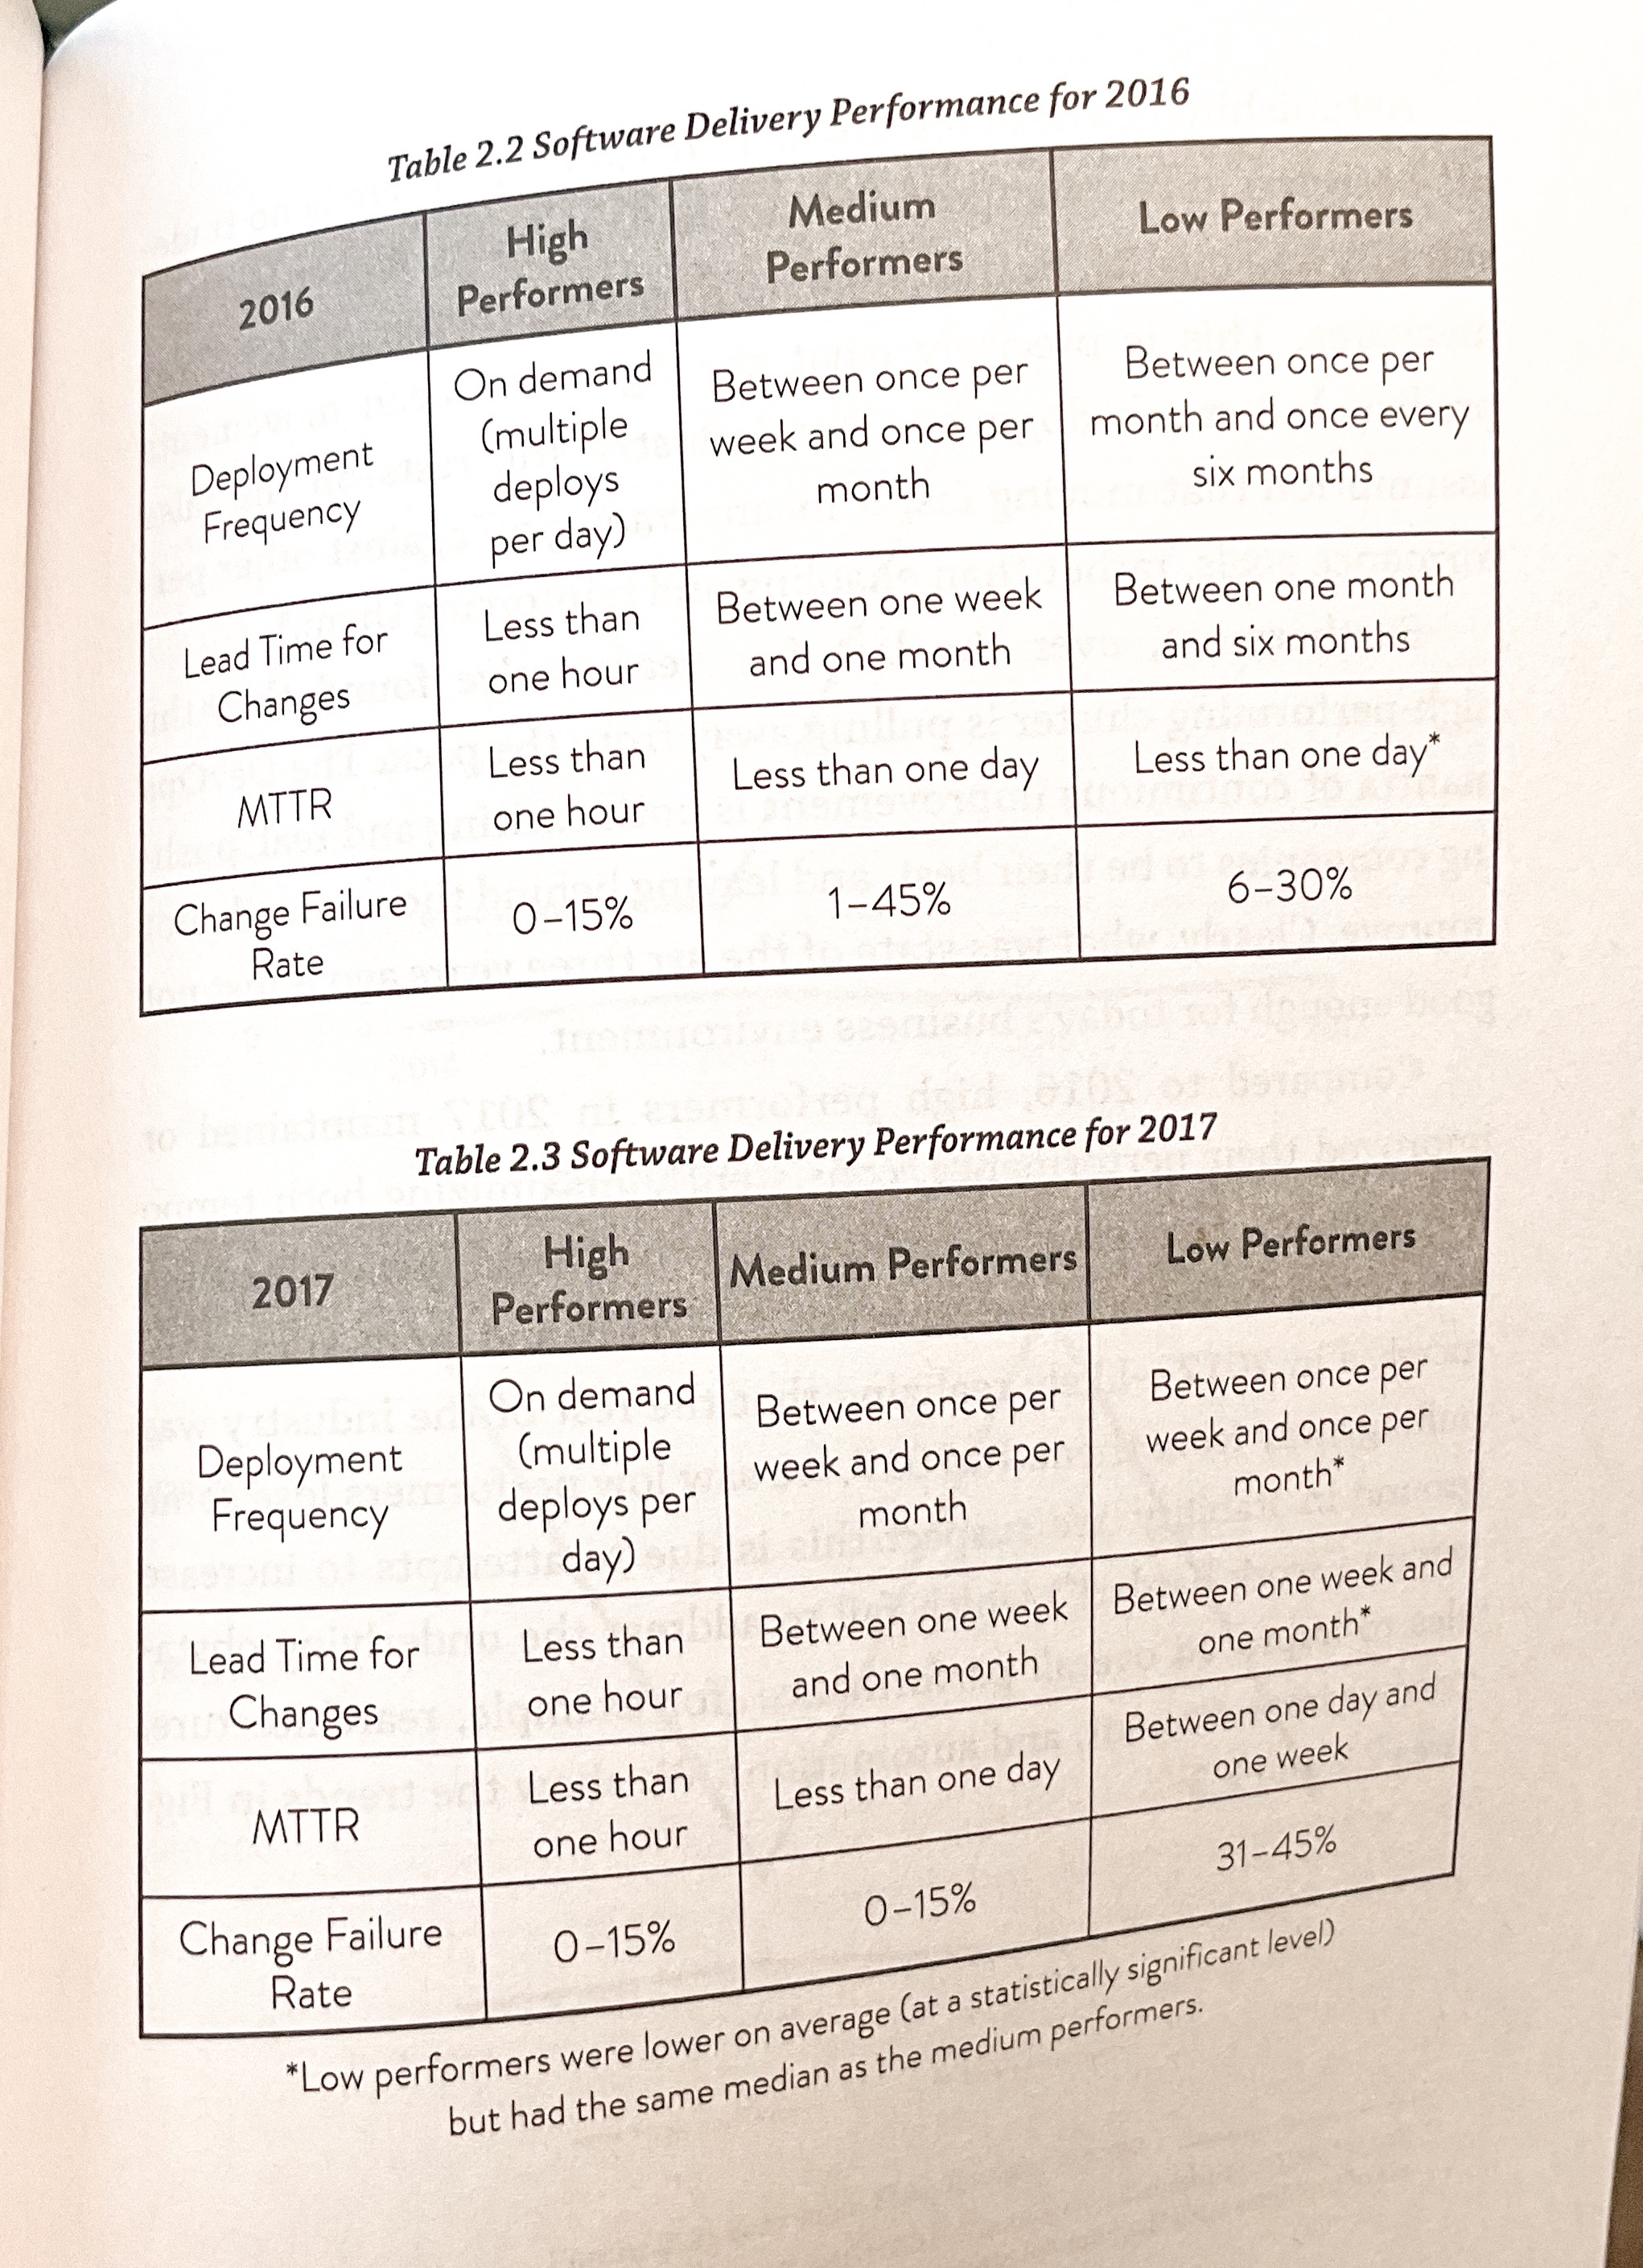 Table 2.2 Software Delivery Performance for 2016
2016
High
Performers
Medium
Performers
Low Performers
Deployment
Frequency
On demand
(multiple
deploys
per day)
Between once per
week and once per
month
Between once per
month and once every
six months
Lead Time for
Changes
Less than
one hour
Between one week
and one month
Between one month
and six months
MTTR
Less than
one hour
Less than one day
Less than one day*
Change Failure
Rate
0–15%
1–45%
6–30%
Table 2.3 Software Delivery Performance for 2017
2017
High
Performers
Medium Performers
Low Performers
Deployment
Frequency
On demand
(multiple
deploys per
day)
Between once per
week and once per
month
Between once per
week and once per
month*
Lead Time for
Changes
Less than
one hour
Between one week
and one month
Between one week and
one month*
MTTR
Less than
one hour
Less than one day
Between one day and
one week
Change Failure
Rate
0–15%
0–15%
31–45%
*Low performers were lower on average (at a statistically significant level)
but had the same median as the medium performers.